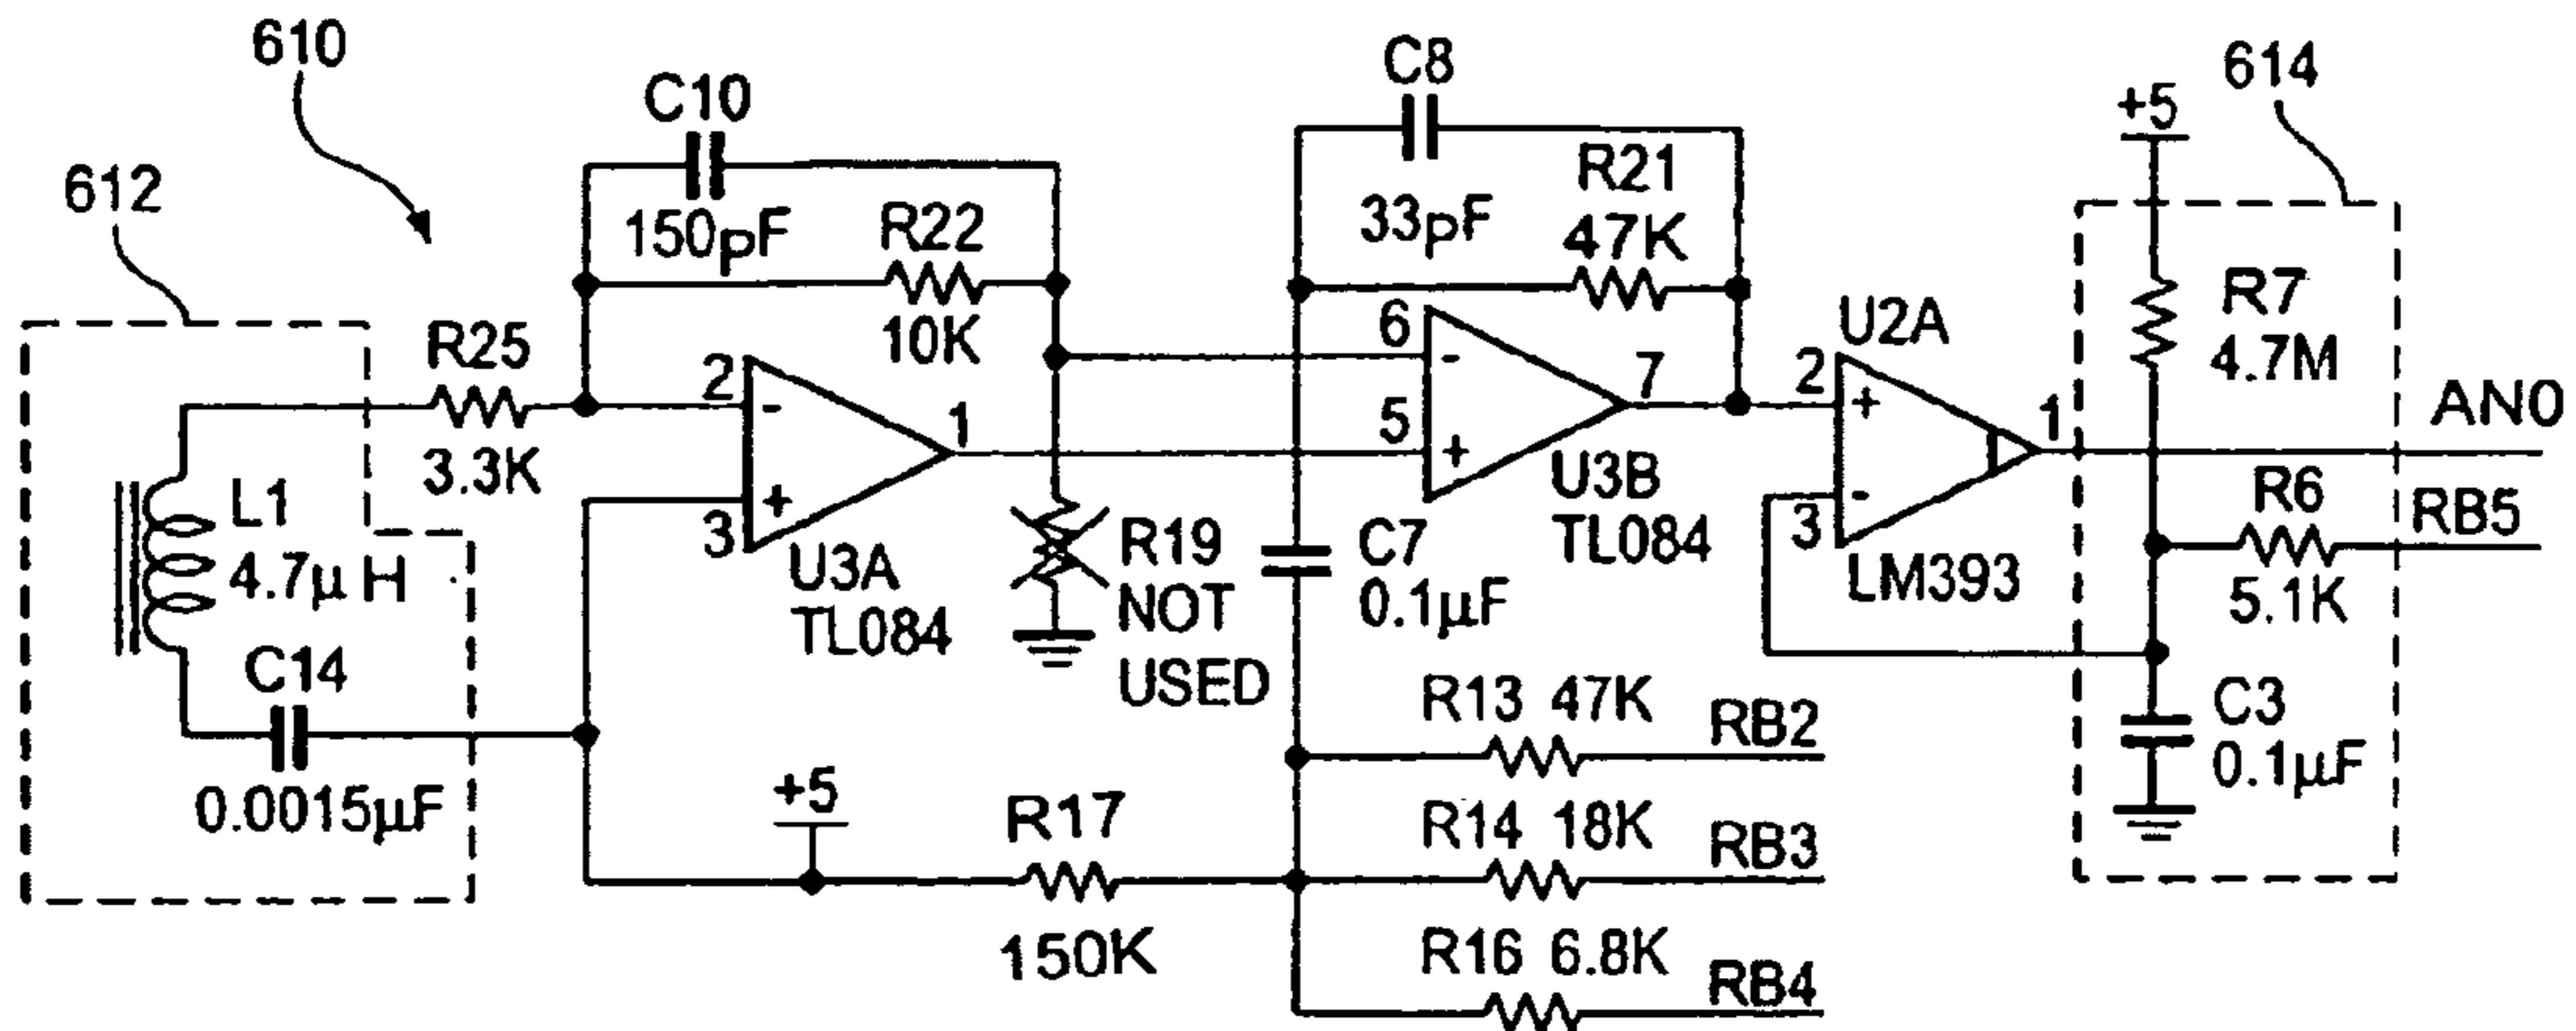 610
C10
150pF
R22
10K
C8
33pF
R21
47K
614
+5
612
R25
3.3K
2
-
+
3
1
U3A
TL084
6
-
5
+
7
U3B
TL084
U2A
2
+
-
3
1
LM393
R7
4.7M
AN0
R6
5.1K
RB5
L1
4.7µH
C14
0.0015µF
R19
NOT
USED
C7
0.1µF
C3
0.1µF
R13 47K RB2
+5
R17
150K
R14 18K RB3
R16 6.8K RB4